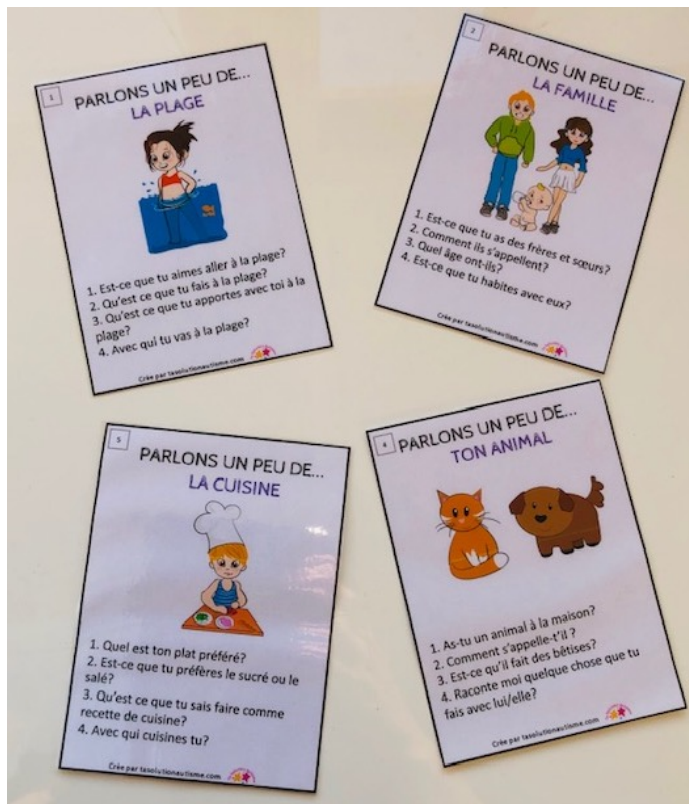 1
PARLONS UN PEU DE...
LA PLAGE
1. Est-ce que tu aimes aller à la plage?
2. Qu'est ce que tu fais à la plage?
3. Qu'est ce que tu apportes avec toi à la
plage?
4. Avec qui tu vas à la plage?
Crée par tasolutionautisme.com
2
PARLONS UN PEU DE...
LA FAMILLE
1. Est-ce que tu as des frères et sœurs?
2. Comment ils s'appellent?
3. Quel âge ont-ils?
4. Est-ce que tu habites avec eux?
Crée par tasolutionautisme.com
5
PARLONS UN PEU DE...
LA CUISINE
1. Quel est ton plat préféré?
2. Est-ce que tu préfères le sucré ou le
salé?
3. Qu'est ce que tu sais faire comme
recette de cuisine?
4. Avec qui cuisines tu?
Crée par tasolutionautisme.com
4
PARLONS UN PEU DE...
TON ANIMAL
1. As-tu un animal à la maison?
2. Comment s'appelle-t'il ?
3. Est-ce qu'il fait des bêtises?
4. Raconte moi quelque chose que tu
fais avec lui/elle?
Crée par tasolutionautisme.com